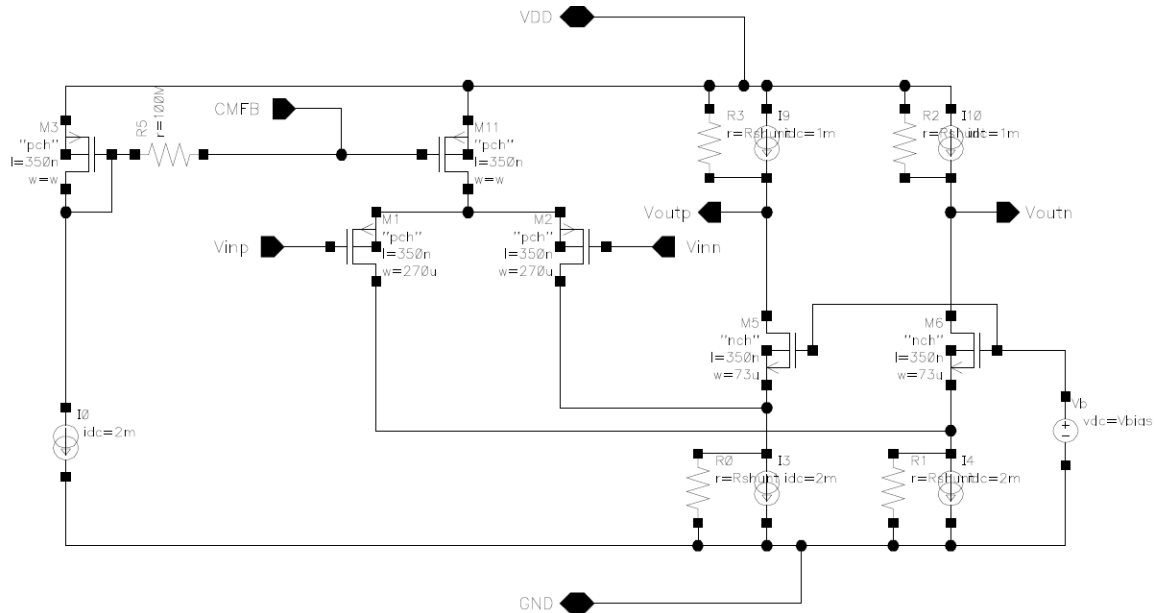 VDD
CMFB
M3
"pch"
l=350n
w=w
R5
r=100M
M11
"pch"
l=350n
w=w
R3
r=Rshunt
I9
idc=1m
R2
r=Rshunt
I10
idc=1m
Voutp
Voutn
Vinp
M1
"pch"
l=350n
w=270u
M2
"pch"
l=350n
w=270u
Vinn
M5
"nch"
l=350n
w=73u
M6
"nch"
l=350n
w=73u
I0
idc=2m
Vb
vdc=Vbias
R0
r=Rshunt
I3
idc=2m
R1
r=Rshunt
I4
idc=2m
GND